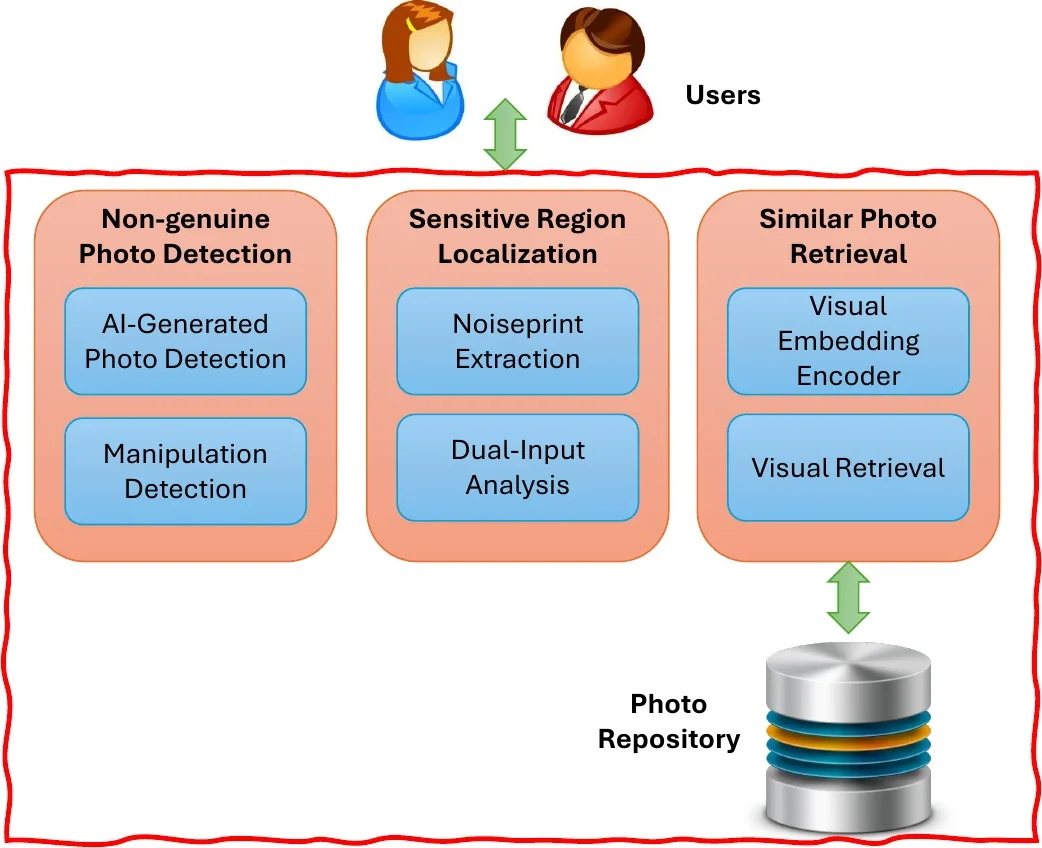 Users
Non-genuine
Photo Detection
AI-Generated
Photo Detection
Manipulation
Detection
Sensitive Region
Localization
Noiseprint
Extraction
Dual-Input
Analysis
Similar Photo
Retrieval
Visual
Embedding
Encoder
Visual Retrieval
Photo
Repository